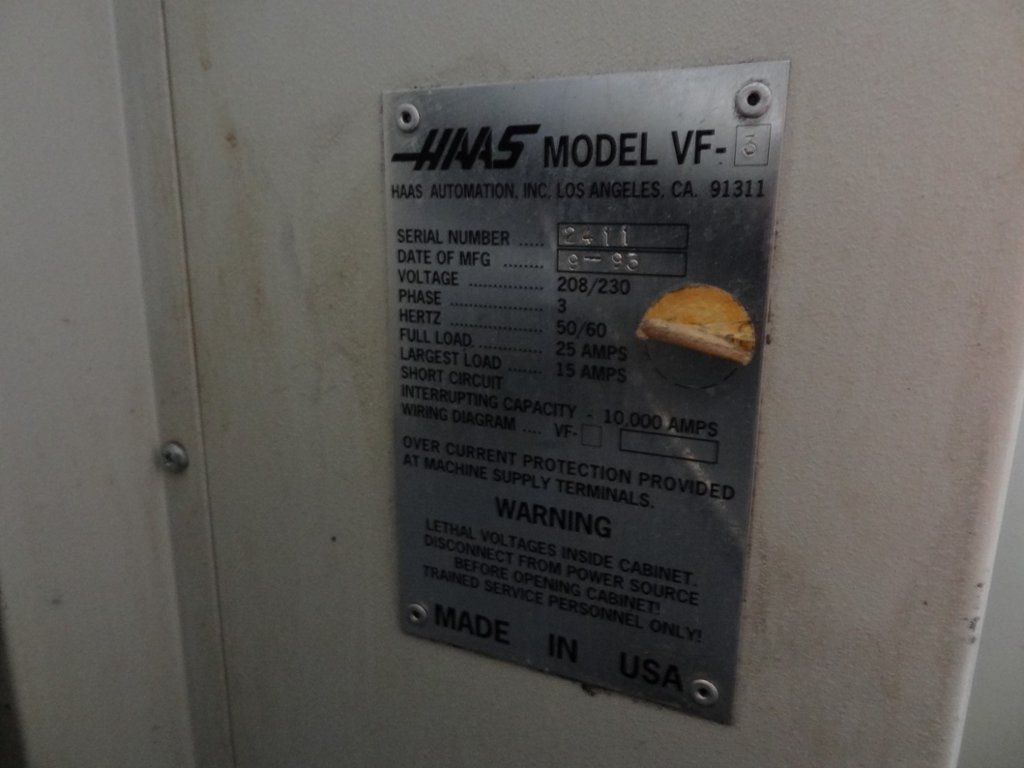 HAAS MODEL VF-3
HAAS AUTOMATION, INC. LOS ANGELES, CA. 91311
SERIAL NUMBER ..... 2411
DATE OF MFG ........ 9-93
VOLTAGE ............... 208/230
PHASE .................. 3
HERTZ .................. 50/60
FULL LOAD............. 25 AMPS
LARGEST LOAD ....... 15 AMPS
SHORT CIRCUIT
INTERRUPTING CAPACITY - 10,000 AMPS
WIRING DIAGRAM .... VF-
OVER CURRENT PROTECTION PROVIDED
AT MACHINE SUPPLY TERMINALS.
WARNING
LETHAL VOLTAGES INSIDE CABINET.
DISCONNECT FROM POWER SOURCE
BEFORE OPENING CABINET!
TRAINED SERVICE PERSONNEL ONLY!
MADE IN USA